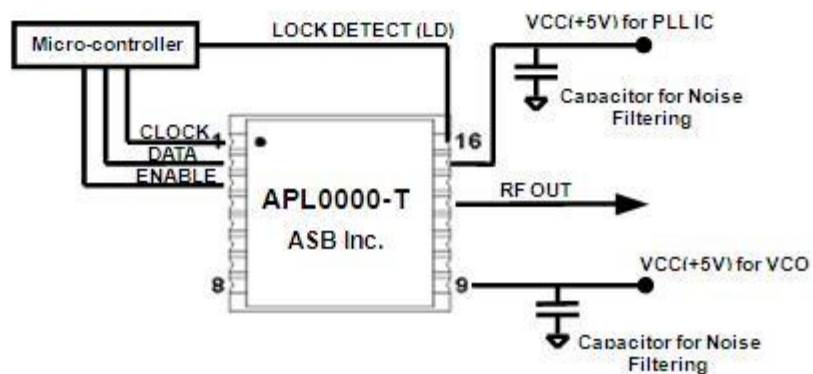 VCC(+5V) for PLL IC
LOCK DETECT (LD)
Micro-controller
Capacitor for Noise
Filtering
CLOCK
1
16
DATA
ENABLE
APL0000-T
RF OUT
ASB Inc.
VCC(+5V) for VCO
8
9
Capacitor for Noise
Filtering